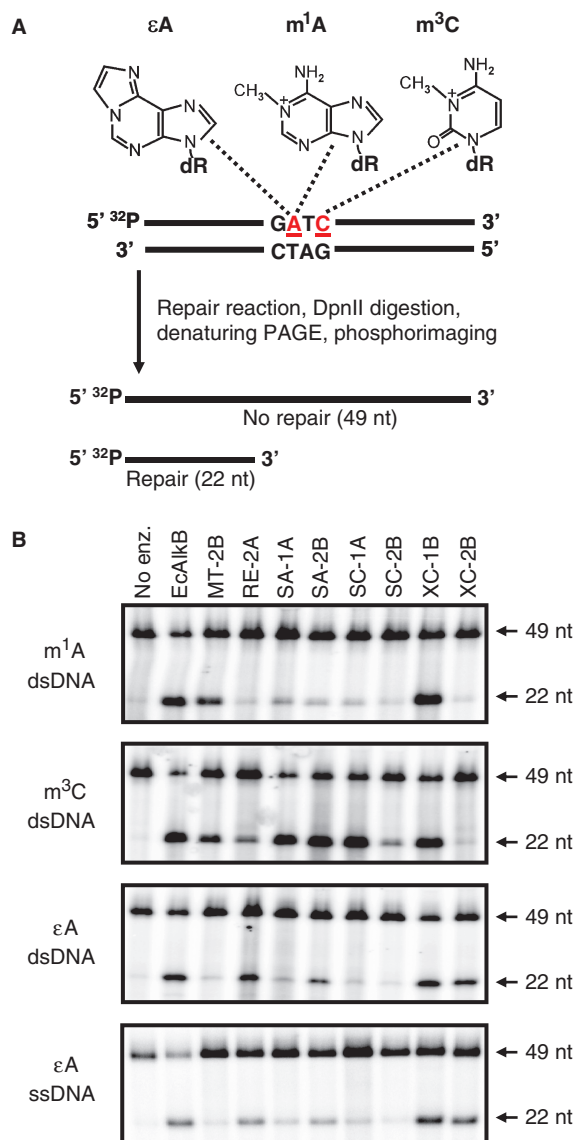 A
εA m¹A m³C
N N N N N dR
CH₃ N + NH₂ N N N dR
CH₃ N + NH₂ O N dR
5’ ³²P GATC 3’
3’ CTAG 5’
Repair reaction, DpnII digestion,
denaturing PAGE, phosphorimaging
5’ ³²P 3’
No repair (49 nt)
5’ ³²P 3’
Repair (22 nt)
B
No enz. EcAlkB MT-2B RE-2A SA-1A SA-2B SC-1A SC-2B XC-1B XC-2B
m¹A
dsDNA
49 nt
22 nt
m³C
dsDNA
49 nt
22 nt
εA
dsDNA
49 nt
22 nt
εA
ssDNA
49 nt
22 nt